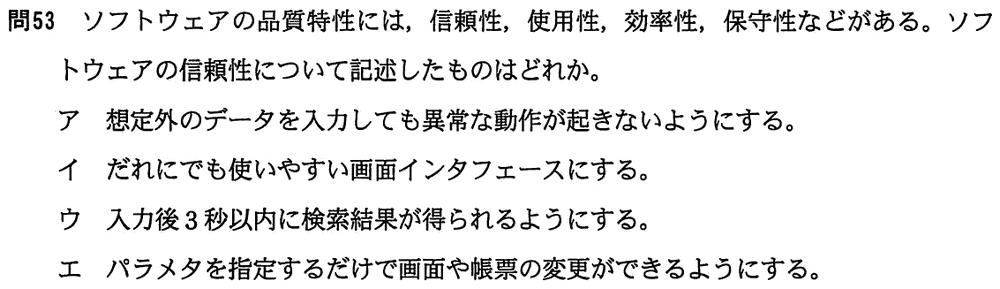 問53 ソフトウェアの品質特性には，信頼性，使用性，効率性，保守性などがある。ソフ
トウェアの信頼性について記述したものはどれか。
ア 想定外のデータを入力しても異常な動作が起きないようにする。
イ だれにでも使いやすい画面インタフェースにする。
ウ 入力後3秒以内に検索結果が得られるようにする。
エ パラメタを指定するだけで画面や帳票の変更ができるようにする。